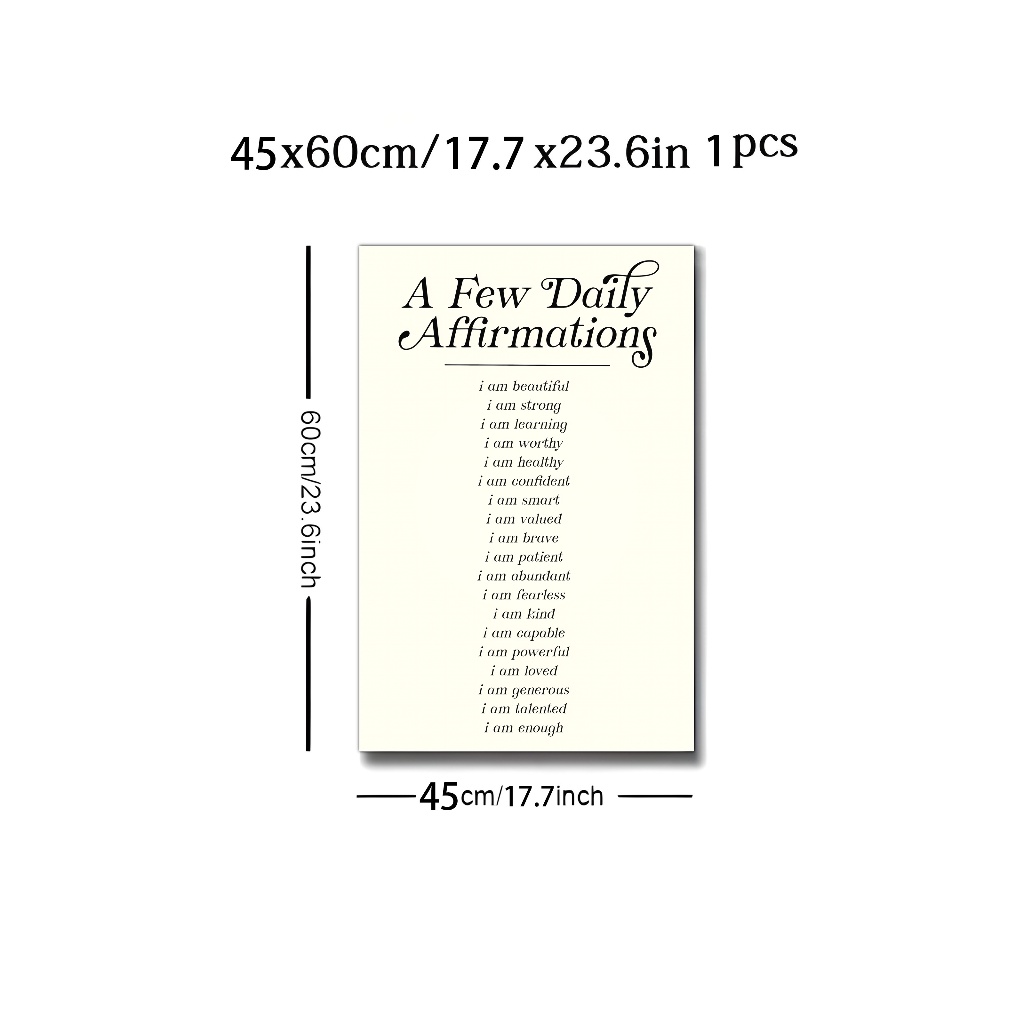 45x60cm/17.7 x23.6in 1pcs
A Few Daily
Affirmations
i am beautiful
i am strong
i am learning
i am worthy
i am healthy
i am confident
i am smart
i am valued
i am brave
i am patient
i am abundant
i am fearless
i am kind
i am capable
i am powerful
i am loved
i am generous
i am talented
i am enough
60cm/23.6inch
45cm/17.7inch